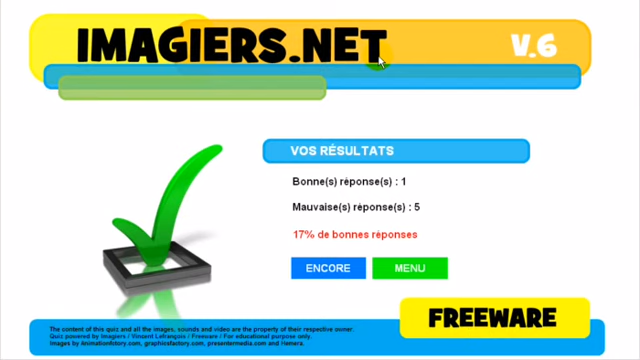 IMAGIERS.NET
V.6
VOS RÉSULTATS
Bonne(s) réponse(s) : 1
Mauvaise(s) réponse(s) : 5
17% de bonnes réponses
ENCORE
MENU
FREEWARE
The content of this quiz and all the images, sounds and video are the property of their respective owner.
Quiz powered by Imagiers / Vincent Lefrançois / Freeware / For educational purpose only.
Images by Animationfotory.com, graphicsfactory.com, presentermedia.com and Hemera.